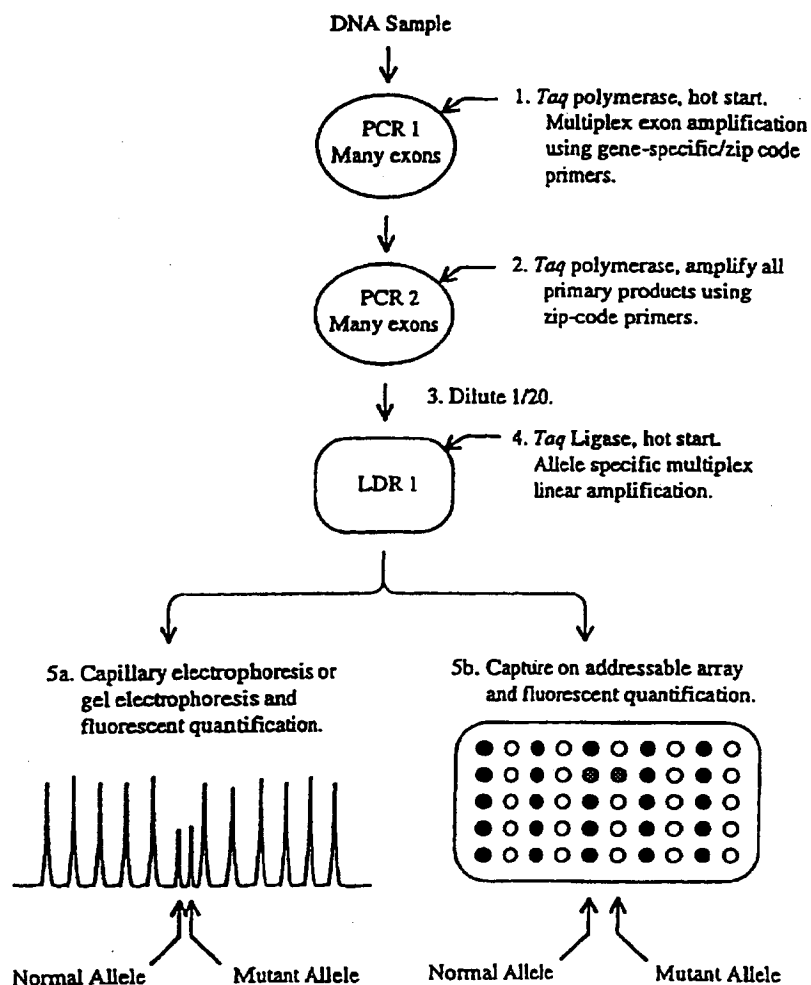 DNA Sample
PCR 1
Many exons
1. Taq polymerase, hot start.
Multiplex exon amplification
using gene-specific/zip code
primers.
PCR 2
Many exons
2. Taq polymerase, amplify all
primary products using
zip-code primers.
3. Dilute 1/20.
LDR 1
4. Taq Ligase, hot start.
Allele specific multiplex
linear amplification.
5a. Capillary electrophoresis or
gel electrophoresis and
fluorescent quantification.
5b. Capture on addressable array
and fluorescent quantification.
Normal Allele
Mutant Allele
Normal Allele
Mutant Allele